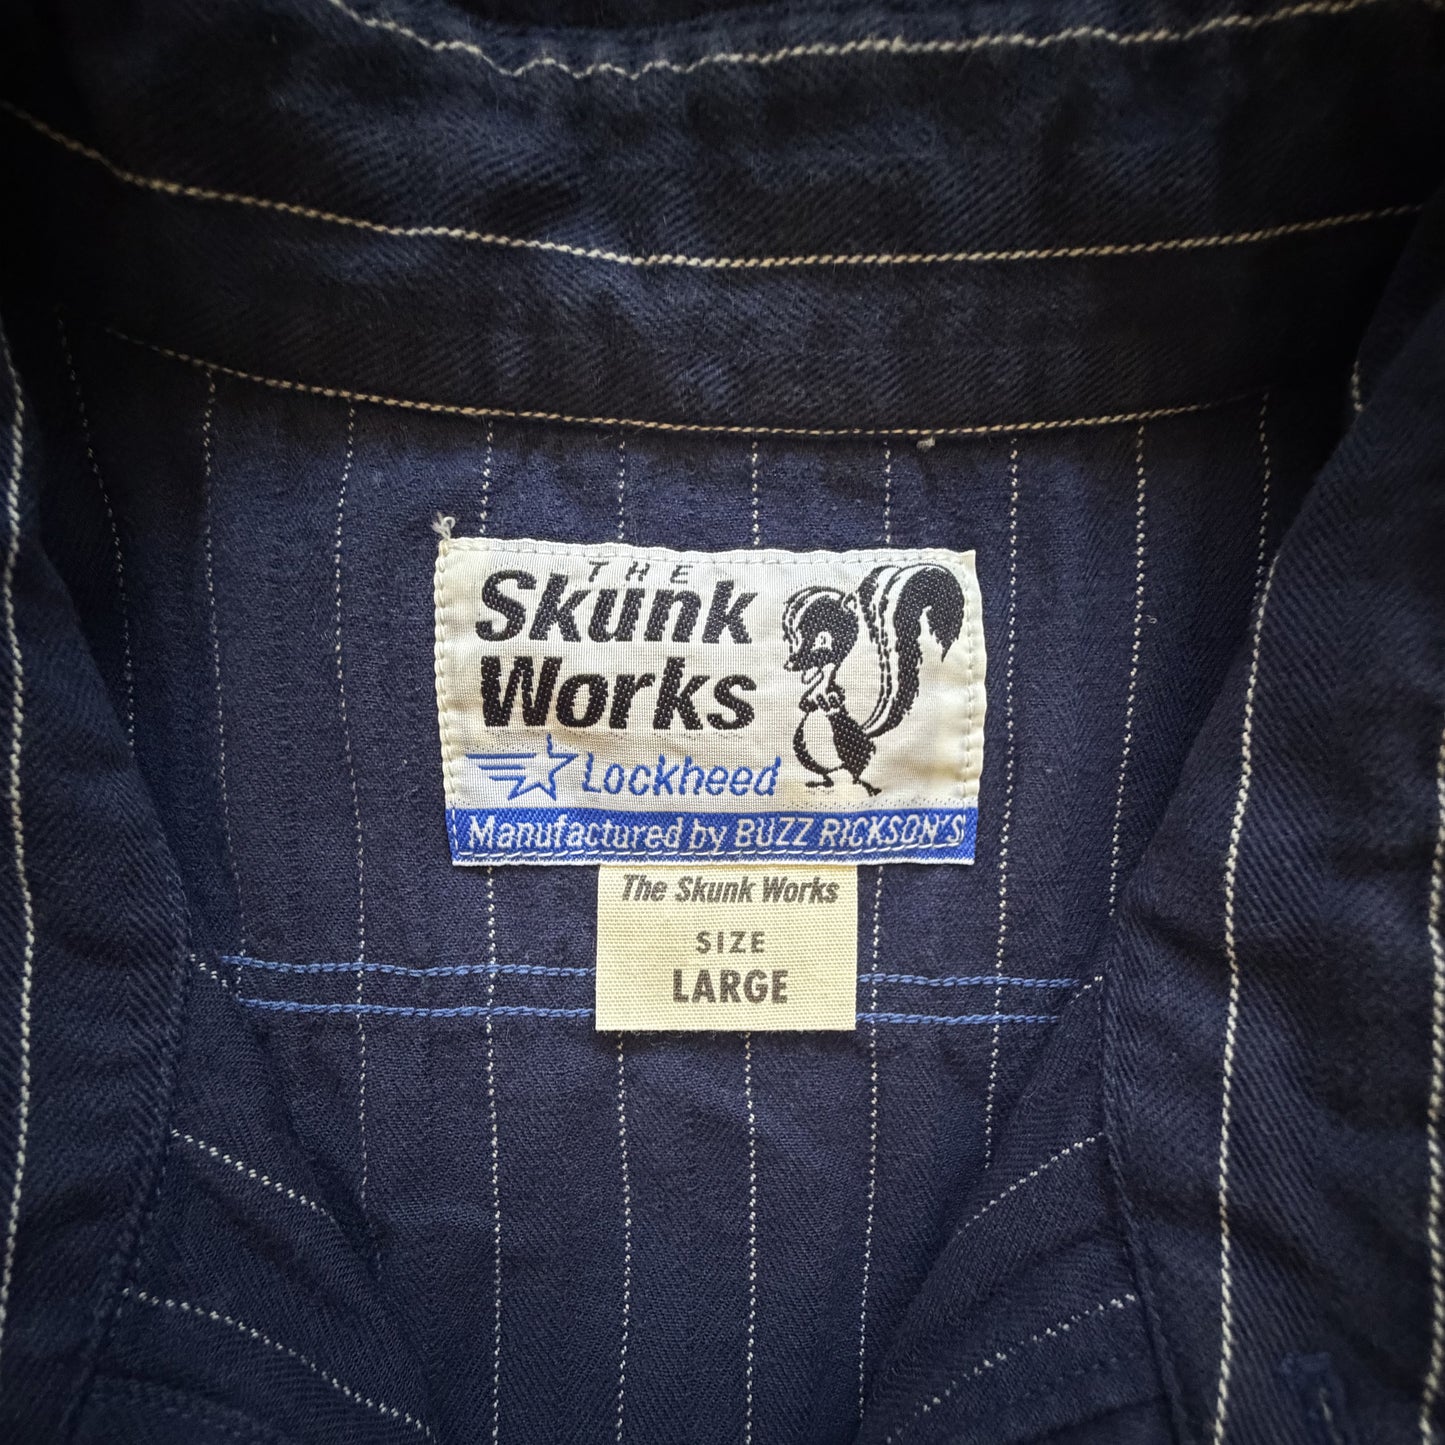 THE
Skunk
Works
Lockheed
Manufactured by BUZZ RICKSON'S
The Skunk Works
SIZE
LARGE